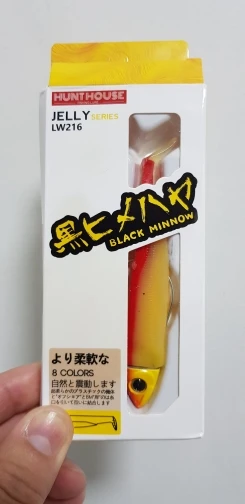 HUNTHOUSE
JELLY SERIES
LW216
黒ヒメハヤ
BLACK MINNOW
より柔軟な
8 COLORS
自然と震動します